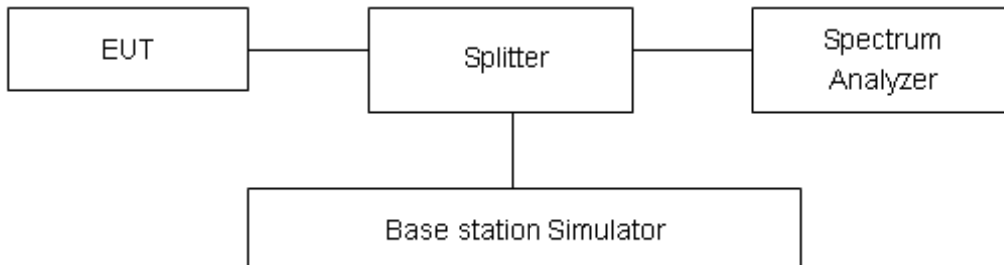 EUT
Splitter
Spectrum
Analyzer
Base station Simulator